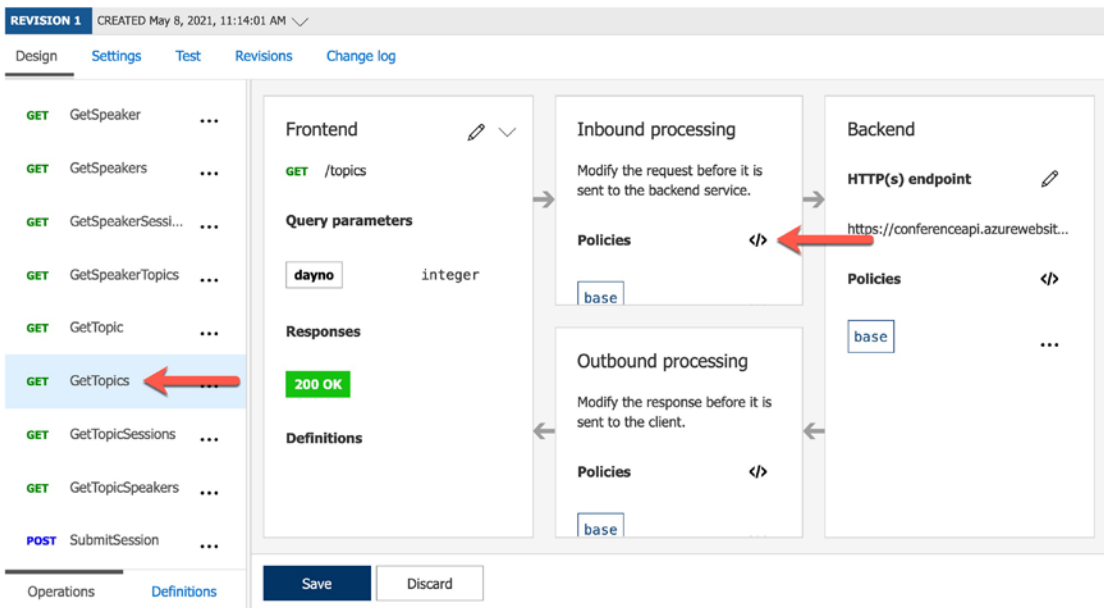 REVISION 1 CREATED May 8, 2021, 11:14:01 AM
Design Settings Test Revisions Change log
GET GetSpeaker ...
GET GetSpeakers ...
GET GetSpeakerSessi... ...
GET GetSpeakerTopics ...
GET GetTopic ...
GET GetTopics ...
GET GetTopicSessions ...
GET GetTopicSpeakers ...
POST SubmitSession ...
Operations Definitions
Frontend
GET /topics
Query parameters
dayno integer
Responses
200 OK
Definitions
Inbound processing
Modify the request before it is
sent to the backend service.
Policies </>
base
Outbound processing
Modify the response before it is
sent to the client.
Policies </>
base
Backend
HTTP(s) endpoint
https://conferenceapi.azurewebsit...
Policies </>
base ...
Save Discard